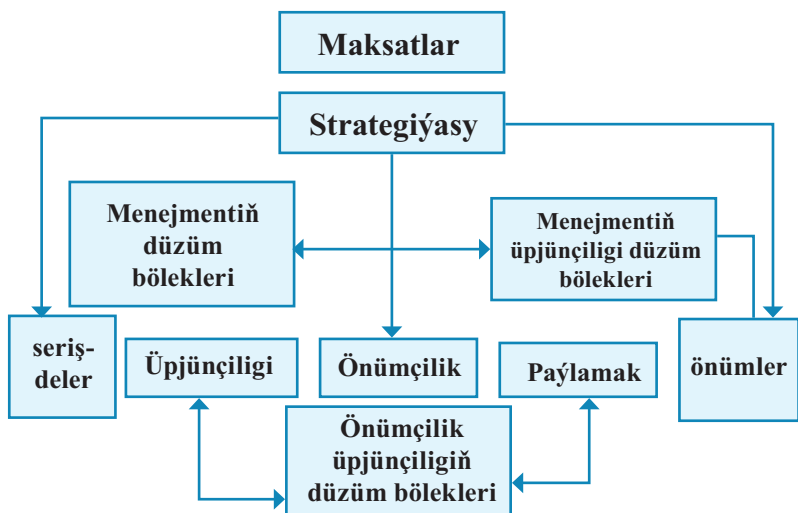 Maksatlar
Strategiýasy
Menejmentiň
düzüm
bölekleri
Menejmentiň
üpjünçiligi düzüm
bölekleri
seriş-
deler
Üpjünçiligi
Önümçilik
Paýlamak
önümler
Önümçilik
üpjünçiligiň
düzüm bölekleri